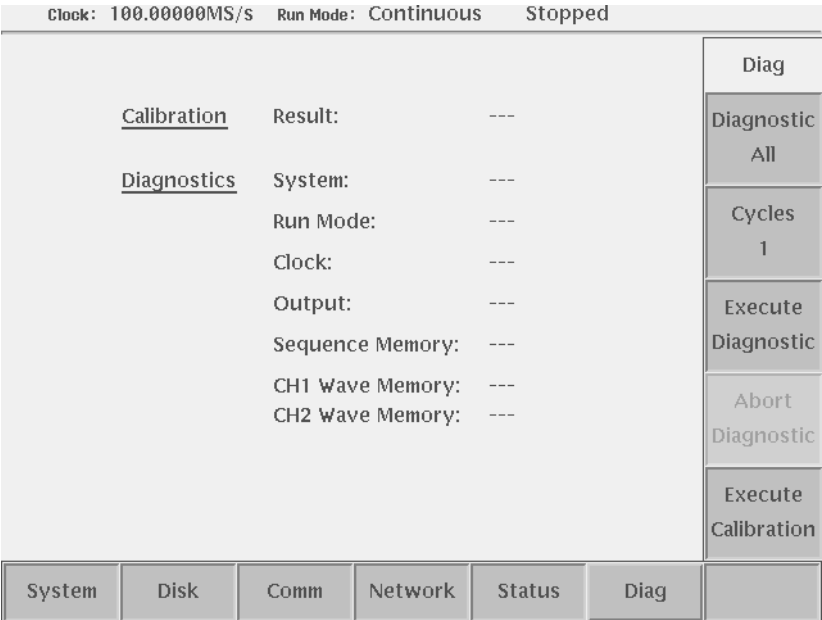 Clock: 100.00000MS/s Run Mode: Continuous Stopped
Diag
Calibration Result: ---
Diagnostics System: ---
Run Mode: ---
Clock: ---
Output: ---
Sequence Memory: ---
CH1 Wave Memory: ---
CH2 Wave Memory: ---
Diagnostic
All
Cycles
1
Execute
Diagnostic
Abort
Diagnostic
Execute
Calibration
System Disk Comm Network Status Diag